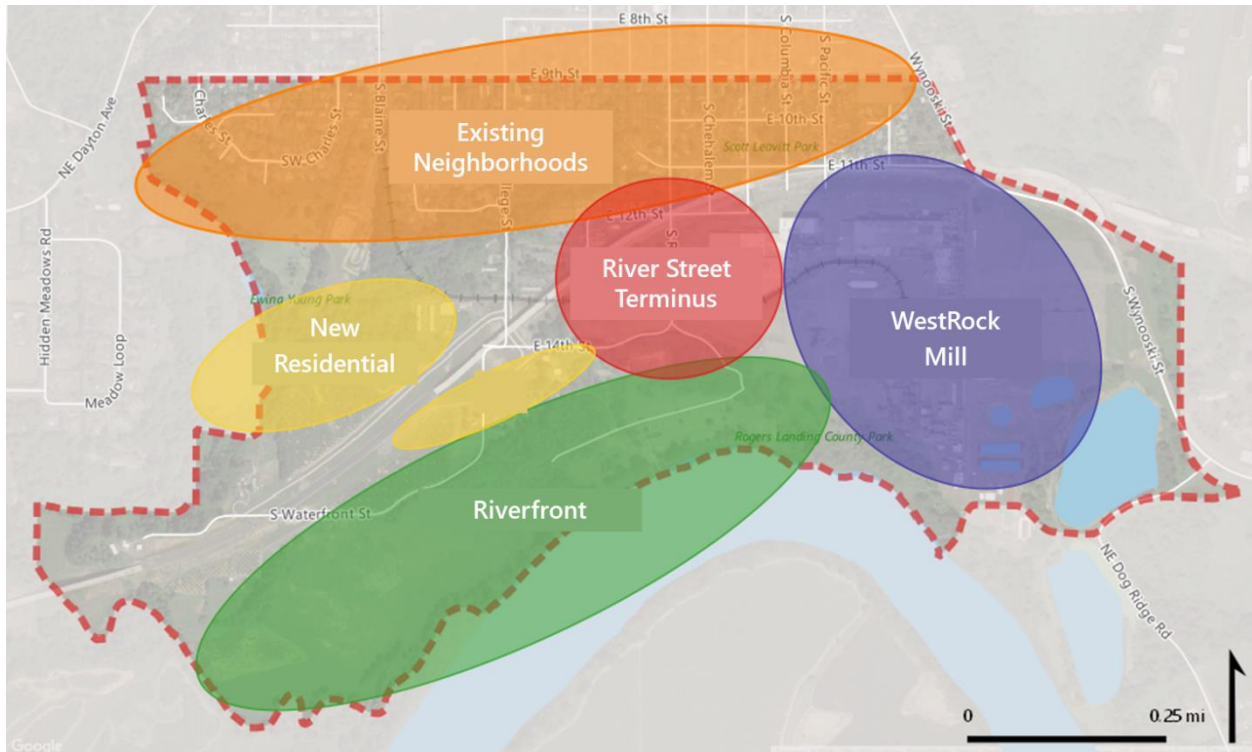 E 8th St
S Columbia St
S Pacific St
Wynooski St
NE Dayton Ave
E 9th St
Charles St
SW Charles St
S Blaine St
Existing
Neighborhoods
S Chehalem S
E 10th St
Scott Leavitt Park
E 11th St
llege St
E 12th St
S R
Hidden Meadows Rd
Meadow Loop
Ewing Young Park
New
Residential
River Street
Terminus
WestRock
Mill
S Wynooski St
E 14th St
Rogers Landing County Park
S Waterfront St
Riverfront
NE Dog Ridge Rd
0
0.25 mi
Google